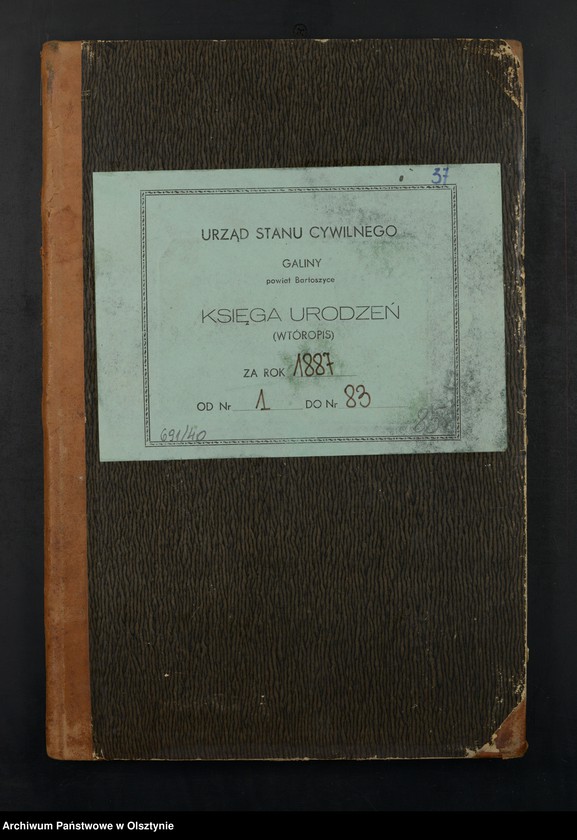 37
URZĄD STANU CYWILNEGO
GALINY
powiat Bartoszyce
KSIĘGA URODZEŃ
(WTÓROPIS)
ZA ROK 1887
OD Nr 1 DO Nr 83
691/40
Archiwum Państwowe w Olsztynie